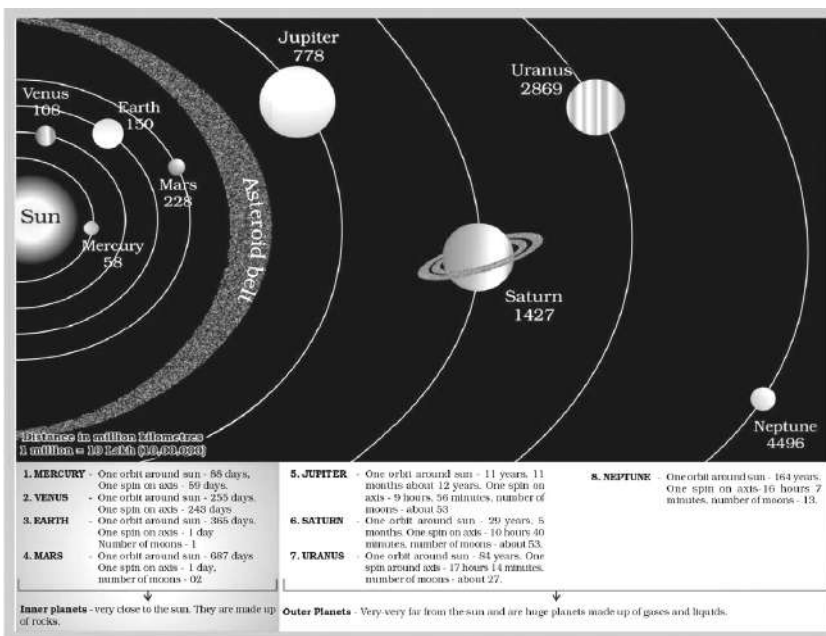 Jupiter
778
Uranus
2869
Venus
108
Earth
150
Mars
228
Sun
Mercury
58
Asteroid belt
Saturn
1427
Neptune
4496
Distance in million kilometres
1 million = 10 Lakh (10,00,000)
1. MERCURY - One orbit around sun - 88 days,
One spin on axis - 59 days.
2. VENUS - One orbit around sun - 255 days.
One spin on axis - 243 days
3. EARTH - One orbit around sun - 365 days.
One spin on axis - 1 day
Number of moons - 1
4. MARS - One orbit around sun - 687 days
One spin on axis - 1 day,
number of moons - 02
Inner planets - very close to the sun. They are made up
of rocks.
5. JUPITER - One orbit around sun - 11 years, 11
months about 12 years. One spin on
axis - 9 hours, 56 minutes, number of
moons - about 53
6. SATURN - One orbit around sun - 29 years, 5
months. One spin on axis - 10 hours 40
minutes, number of moons - about 53.
7. URANUS - One orbit around sun - 84 years. One
spin around axis - 17 hours 14 minutes,
number of moons - about 27.
8. NEPTUNE - One orbit around sun - 164 years.
One spin on axis-16 hours 7
minutes, number of moons - 13.
Outer Planets - Very-very far from the sun and are huge planets made up of gases and liquids.